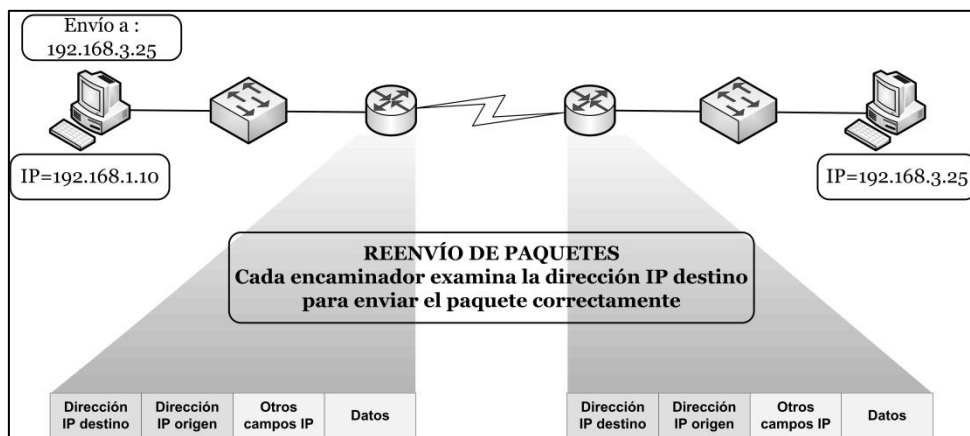 Envío a :
192.168.3.25
IP=192.168.1.10
IP=192.168.3.25
REENVÍO DE PAQUETES
Cada encaminador examina la dirección IP destino
para enviar el paquete correctamente
Dirección
IP destino
Dirección
IP origen
Otros
campos IP
Datos
Dirección
IP destino
Dirección
IP origen
Otros
campos IP
Datos